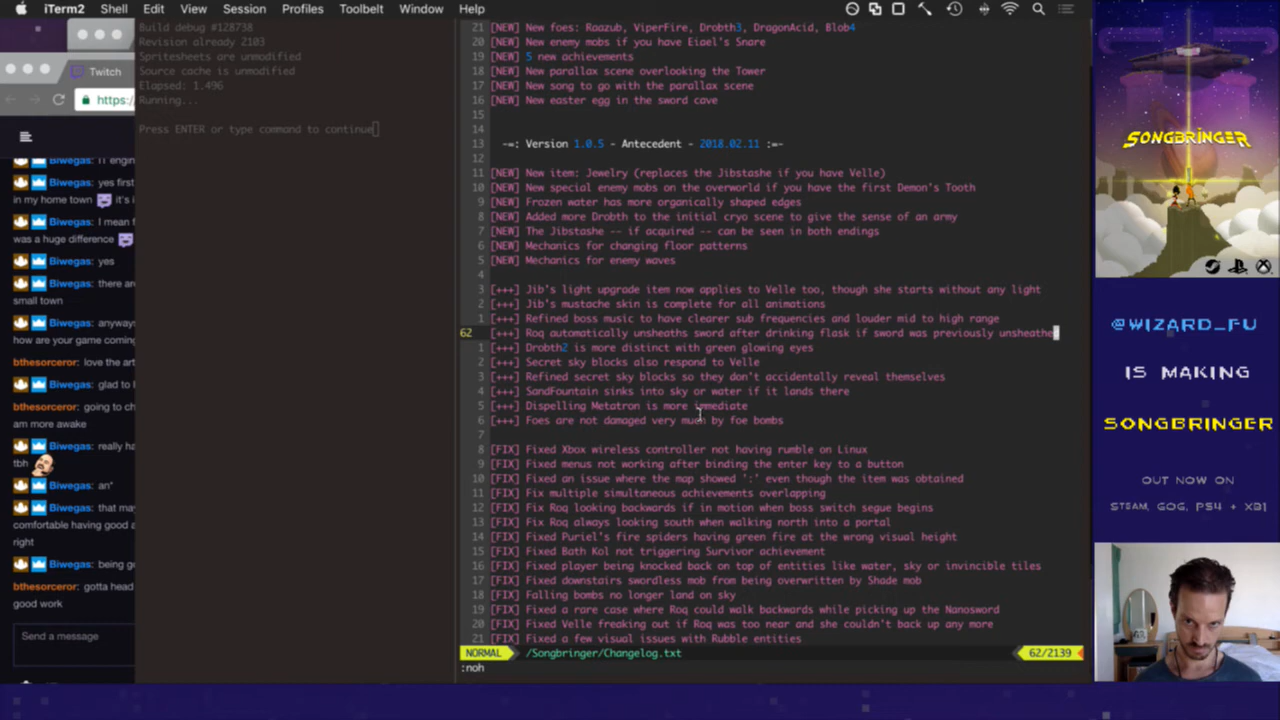 iTerm2 Shell Edit View Session Profiles Toolbelt Window Help
Twitch
https:
Biwegas: IT engin
Biwegas: yes first
in my home town it's i
Biwegas: I mean f
was a huge difference
Biwegas: yes
Biwegas: there are
small town
Biwegas: anyways
how are your game coming
bthesorceror: love the art
Biwegas: glad to
bthesorceror: going to ch
am more awake
Biwegas: really ha
tbh
Biwegas: an*
Biwegas: that may
comfortable having good a
right
Biwegas: being go
bthesorceror: gotta head
good work
Send a message
Build debug #128738
Revision already 2103
Spritesheets are unmodified
Source cache is unmodified
Elapsed: 1.496
Running...
Press ENTER or type command to continue
21 [NEW] New foes: Raazub, ViperFire, Drobth3, DragonAcid, Blob4
20 [NEW] New enemy mobs if you have Eiael's Snare
19 [NEW] 5 new achievements
18 [NEW] New parallax scene overlooking the Tower
17 [NEW] New song to go with the parallax scene
16 [NEW] New easter egg in the sword cave
15
14
13 -=: Version 1.0.5 - Antecedent - 2018.02.11 :=-
12
11 [NEW] New item: Jewelry (replaces the Jibstashe if you have Velle)
10 [NEW] New special enemy mobs on the overworld if you have the first Demon's Tooth
9 [NEW] Frozen water has more organically shaped edges
8 [NEW] Added more Drobth to the initial cryo scene to give the sense of an army
7 [NEW] The Jibstashe -- if acquired -- can be seen in both endings
6 [NEW] Mechanics for changing floor patterns
5 [NEW] Mechanics for enemy waves
4
3 [+++] Jib's light upgrade item now applies to Velle too, though she starts without any light
2 [+++] Jib's mustache skin is complete for all animations
1 [+++] Refined boss music to have clearer sub frequencies and louder mid to high range
62 [+++] Roq automatically unsheaths sword after drinking flask if sword was previously unsheathe
1 [+++] Drobth2 is more distinct with green glowing eyes
2 [+++] Secret sky blocks also respond to Velle
3 [+++] Refined secret sky blocks so they don't accidentally reveal themselves
4 [+++] SandFountain sinks into sky or water if it lands there
5 [+++] Dispelling Metatron is more immediate
6 [+++] Foes are not damaged very much by foe bombs
7
8 [FIX] Fixed Xbox wireless controller not having rumble on Linux
9 [FIX] Fixed menus not working after binding the enter key to a button
10 [FIX] Fixed an issue where the map showed ':' even though the item was obtained
11 [FIX] Fix multiple simultaneous achievements overlapping
12 [FIX] Fix Roq looking backwards if in motion when boss switch segue begins
13 [FIX] Fix Roq always looking south when walking north into a portal
14 [FIX] Fixed Puriel's fire spiders having green fire at the wrong visual height
15 [FIX] Fixed Bath Kol not triggering Survivor achievement
16 [FIX] Fixed player being knocked back on top of entities like water, sky or invincible tiles
17 [FIX] Fixed downstairs swordless mob from being overwritten by Shade mob
18 [FIX] Falling bombs no longer land on sky
19 [FIX] Fixed a rare case where Roq could walk backwards while picking up the Nanosword
20 [FIX] Fixed Velle freaking out if Roq was too near and she couldn't back up any more
21 [FIX] Fixed a few visual issues with Rubble entities
NORMAL /Songbringer/Changelog.txt 62/2139
:noh
SONGBRINGER
@WIZARD_FU
IS MAKING
SONGBRINGER
OUT NOW ON
STEAM, GOG, PS4 + XB1